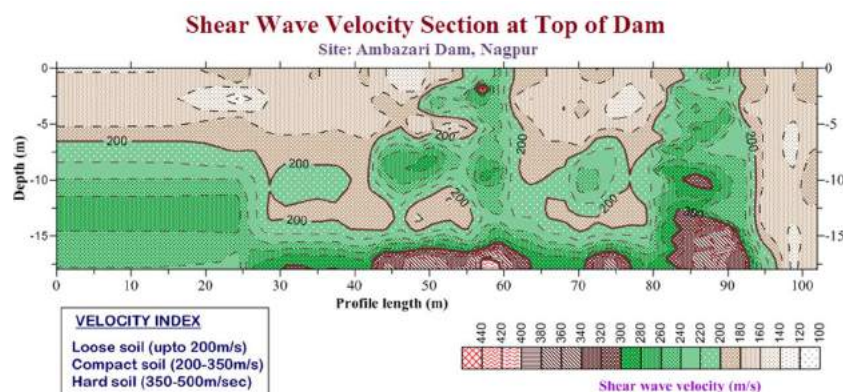 Shear Wave Velocity Section at Top of Dam
Site: Ambazari Dam, Nagpur
0
-5
-10
-15
Depth (m)
200
200
200
200
200
200
200
300
0
-5
-10
-15
0 10 20 30 40 50 60 70 80 90 100
Profile length (m)
VELOCITY INDEX
Loose soil (upto 200m/s)
Compact soil (200-350m/s)
Hard soil (350-500m/sec)
440 420 400 380 360 340 320 300 280 260 240 220 200 180 160 140 120 100
Shear wave velocity (m/s)